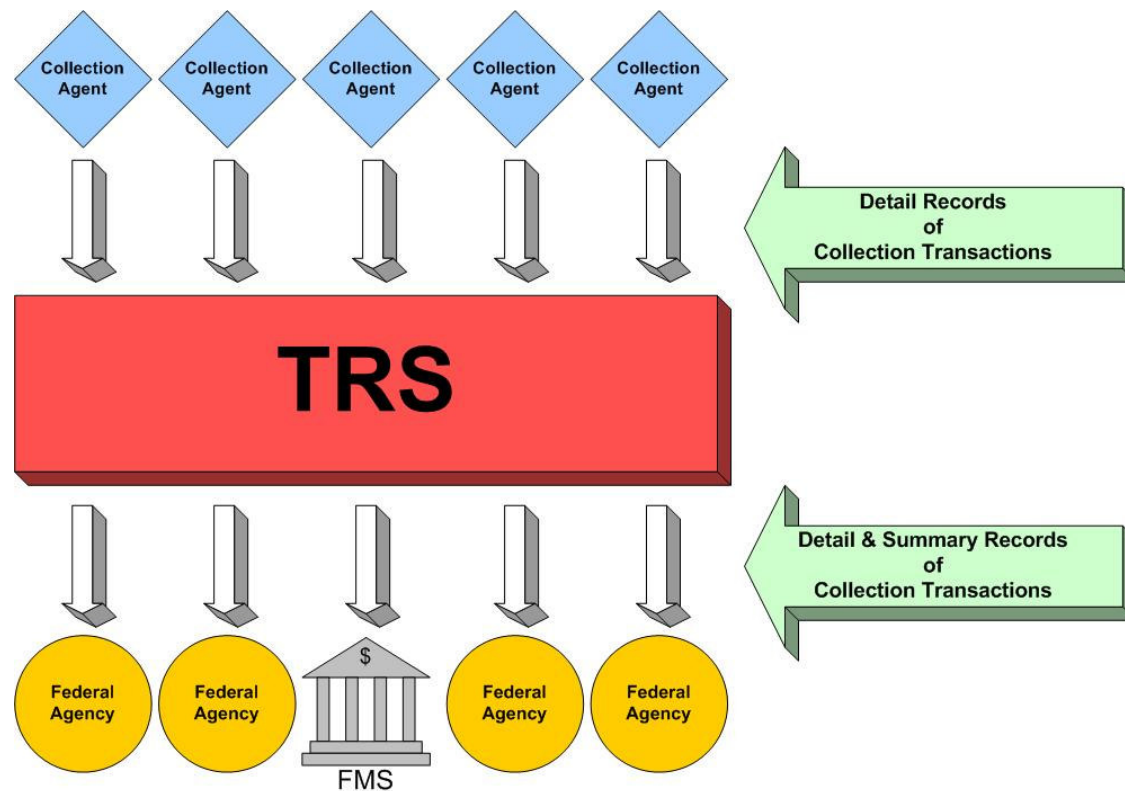 Collection
Agent
Collection
Agent
Collection
Agent
Collection
Agent
Collection
Agent
Detail Records
of
Collection Transactions
TRS
Detail & Summary Records
of
Collection Transactions
Federal
Agency
Federal
Agency
$
FMS
Federal
Agency
Federal
Agency